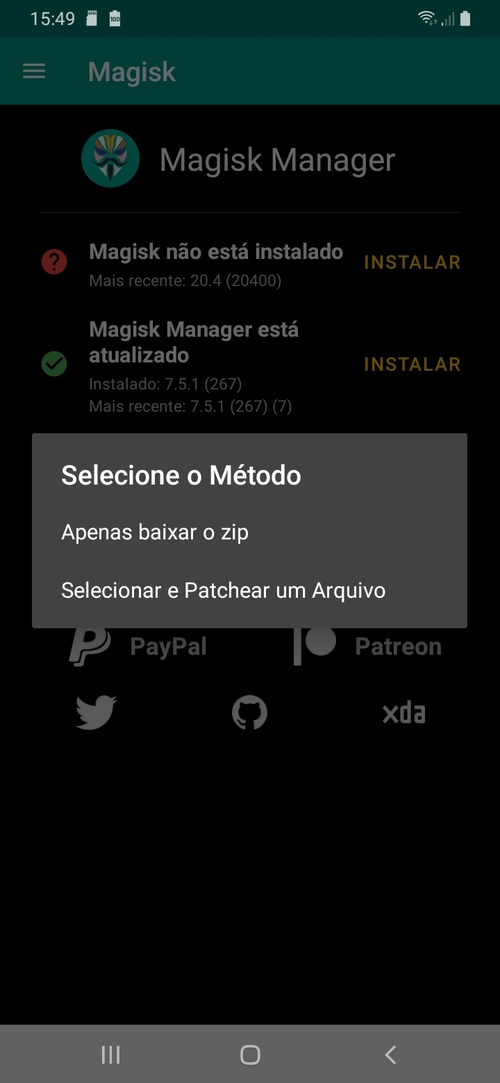 15:49
100
Magisk
Magisk Manager
Magisk não está instalado
INSTALAR
Mais recente: 20.4 (20400)
Magisk Manager está
atualizado
INSTALAR
Instalado: 7.5.1 (267)
Mais recente: 7.5.1 (267) (7)
Selecione o Método
Apenas baixar o zip
Selecionar e Patchear um Arquivo
PayPal
Patreon
xda